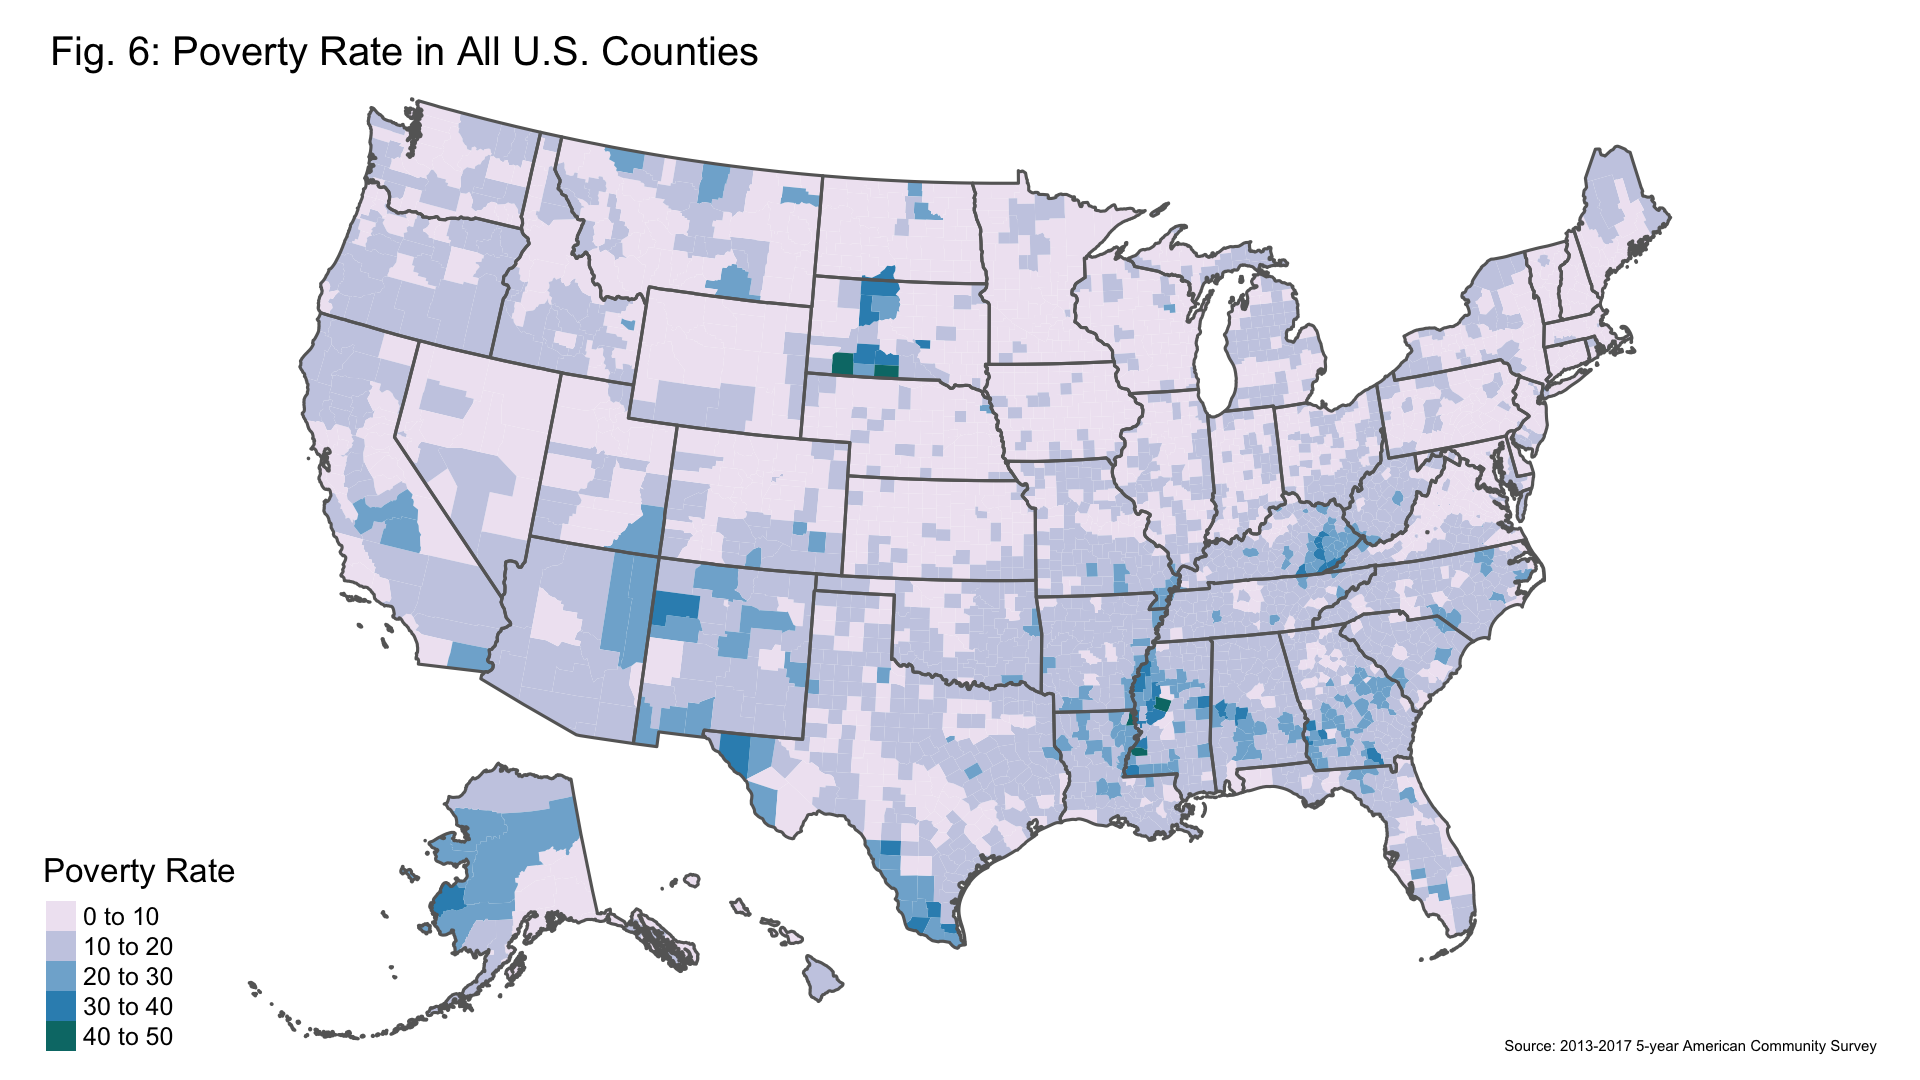 Fig. 6: Poverty Rate in All U.S. Counties
Poverty Rate
0 to 10
10 to 20
20 to 30
30 to 40
40 to 50
Source: 2013-2017 5-year American Community Survey